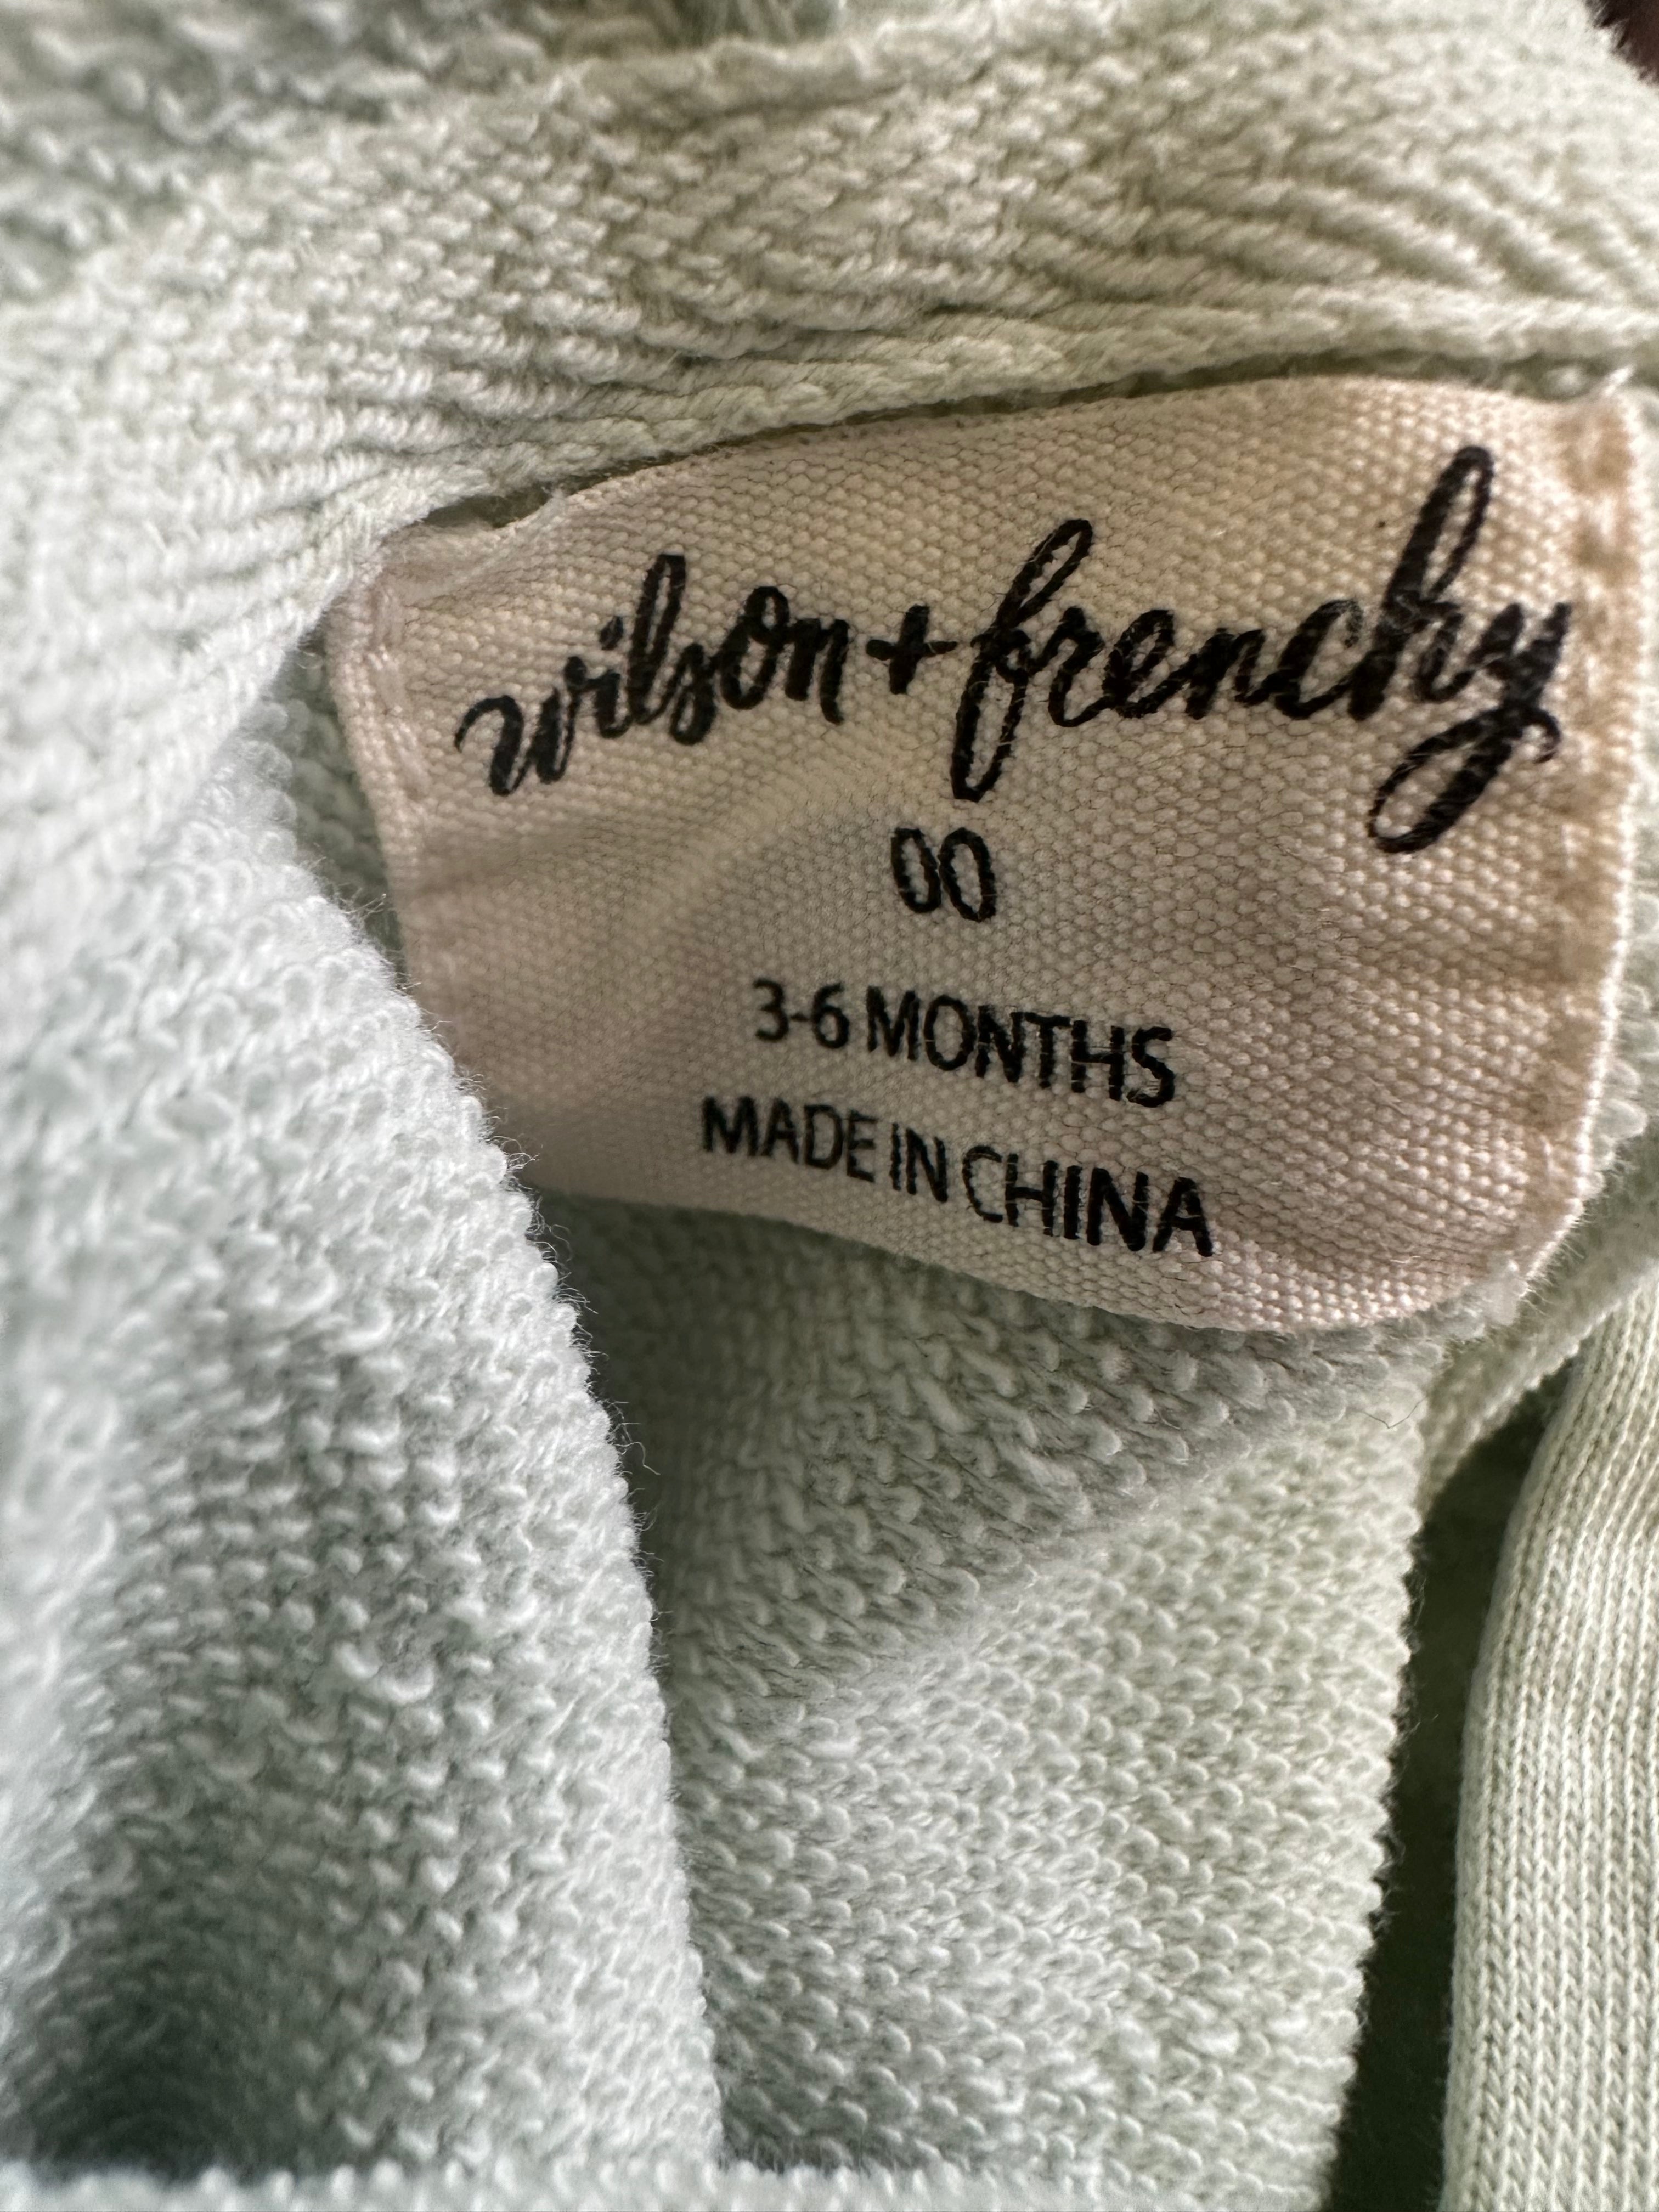 wilson + frenchy
00
3-6 MONTHS
MADE IN CHINA